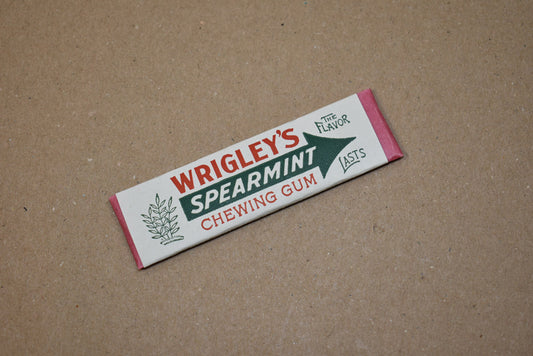 WRIGLEY'S
SPEARMINT
CHEWING GUM
THE
FLAVOR
LASTS